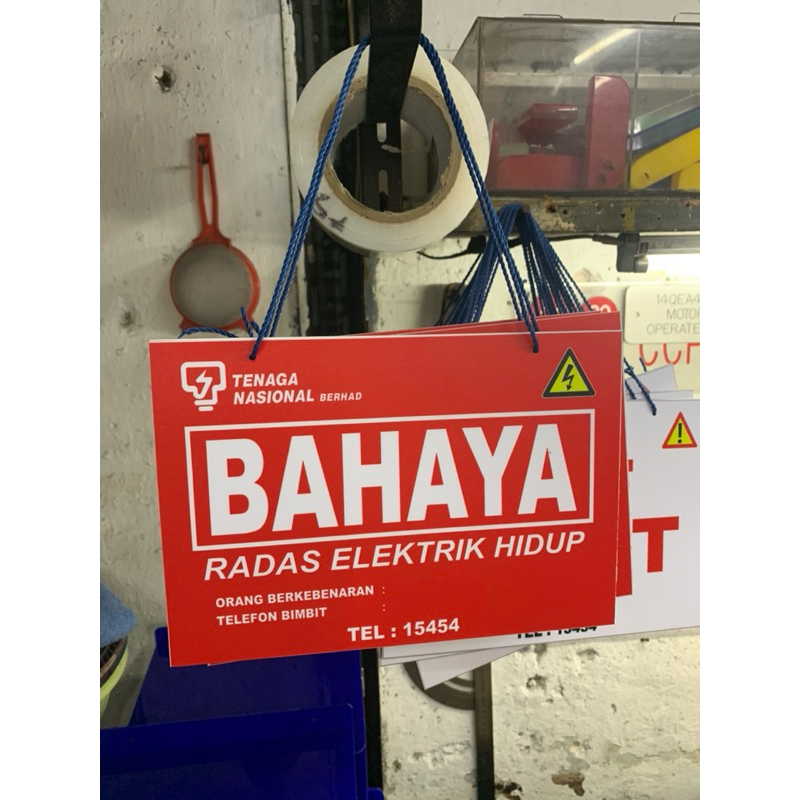 TENAGA
NASIONAL BERHAD
BAHAYA
RADAS ELEKTRIK HIDUP
ORANG BERKEBENARAN :
TELEFON BIMBIT :
TEL : 15454
14QEA4
MOTO
OPERATE
T